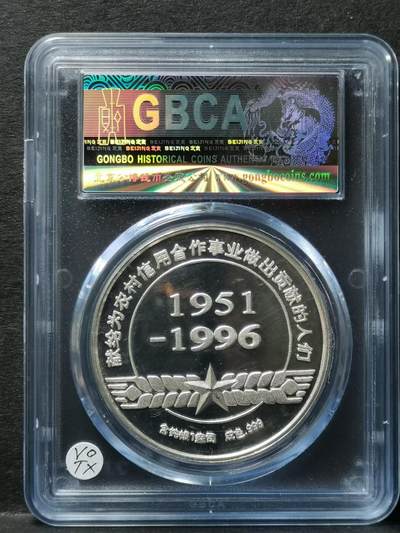 GBCA
BEIJING
GONGBO HISTORICAL COINS AUTHE
www.gongbocoins.com
献给为农村信用合作事业做出贡献的人们
1951
-1996
含纯银1盎司 成色.999
VO
TX